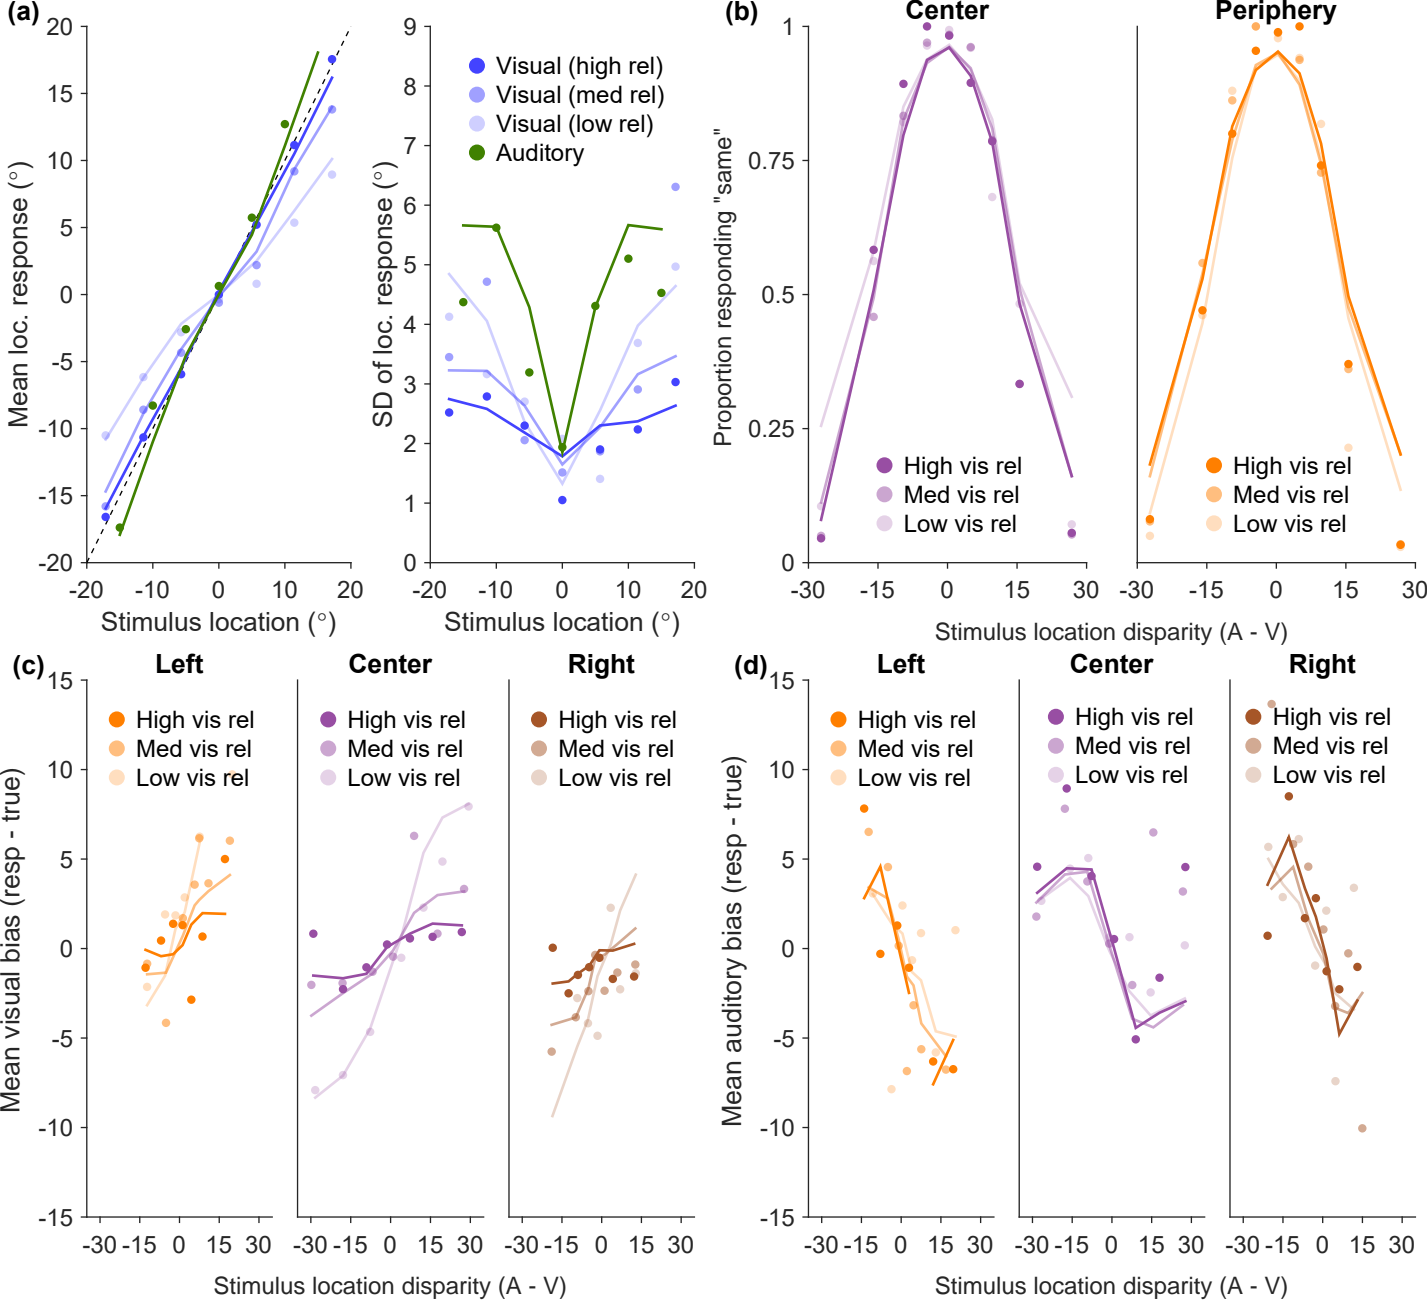 (a)
20
15
10
5
0
-5
-10
-15
-20
-20
-10
0
10
20
Mean loc. response (°)
Stimulus location (°)
9
8
7
6
5
4
3
2
1
0
-20
-10
0
10
20
SD of loc. response (°)
Stimulus location (°)
Visual (high rel)
Visual (med rel)
Visual (low rel)
Auditory
(b)
Center
Periphery
1
0.75
0.5
0.25
0
Proportion responding "same"
High vis rel
Med vis rel
Low vis rel
High vis rel
Med vis rel
Low vis rel
-30
-15
0
15
-30
-15
0
15
30
Stimulus location disparity (A - V)
(c)
Left
Center
Right
15
10
5
0
-5
-10
-15
Mean visual bias (resp - true)
High vis rel
Med vis rel
Low vis rel
High vis rel
Med vis rel
Low vis rel
High vis rel
Med vis rel
Low vis rel
-30 -15 0 15 30
-30 -15 0 15 30
-30 -15 0 15 30
Stimulus location disparity (A - V)
(d)
Left
Center
Right
15
10
5
0
-5
-10
-15
Mean auditory bias (resp - true)
High vis rel
Med vis rel
Low vis rel
High vis rel
Med vis rel
Low vis rel
High vis rel
Med vis rel
Low vis rel
-30 -15 0 15 30
-30 -15 0 15 30
-30 -15 0 15 30
Stimulus location disparity (A - V)